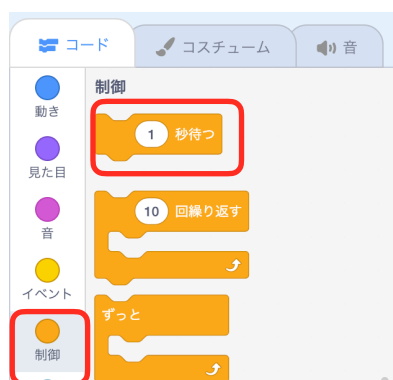 コード
コスチューム
音
動き
見た目
音
イベント
制御
制御
1 秒待つ
10 回繰り返す
ずっと